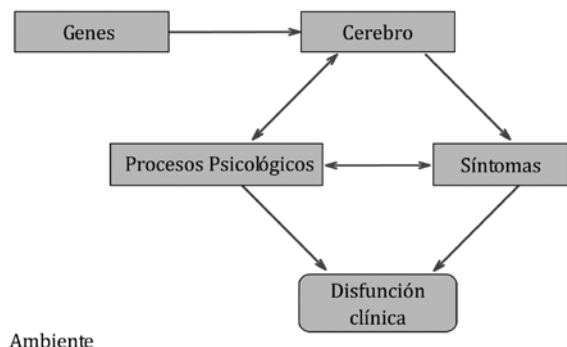 Genes
Cerebro
Procesos Psicológicos
Síntomas
Disfunción
clínica
Ambiente